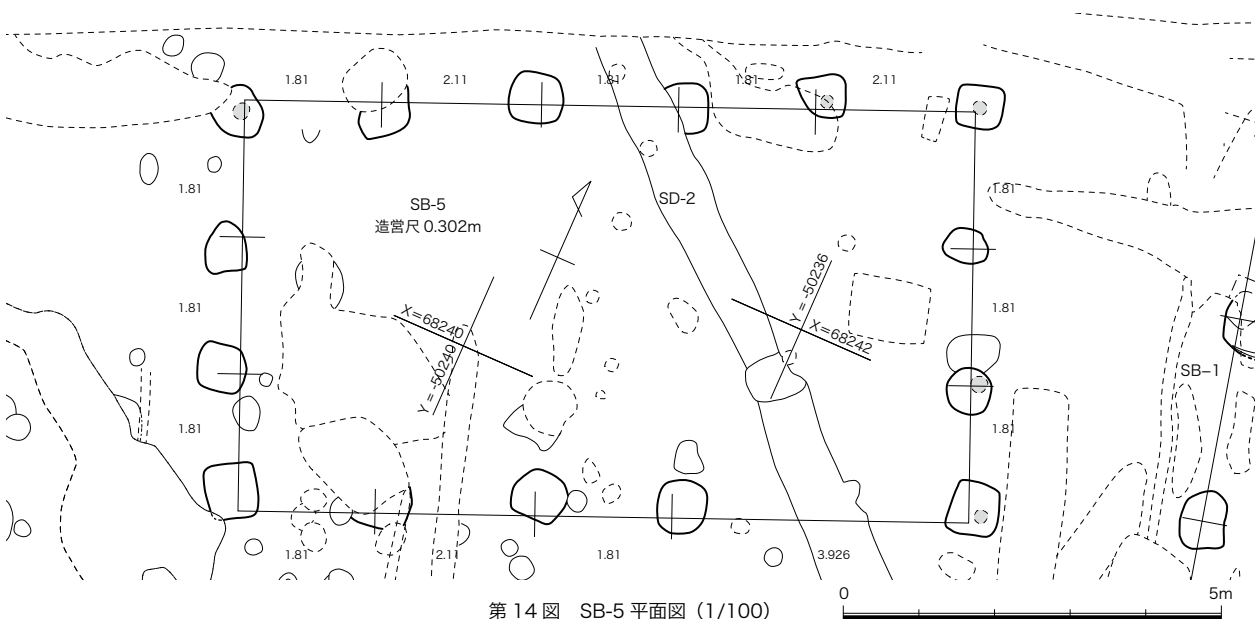 1.81 2.11 1.81 1.81 2.11
1.81 1.81
SB-5
造営尺 0.302m
SD-2
1.81 1.81
X=68240
Y = -50240
Y = -50236
X=68242
SB-1
1.81 1.81
1.81 2.11 1.81 3.926
第 14 図 SB-5 平面図（1/100）
0 5m